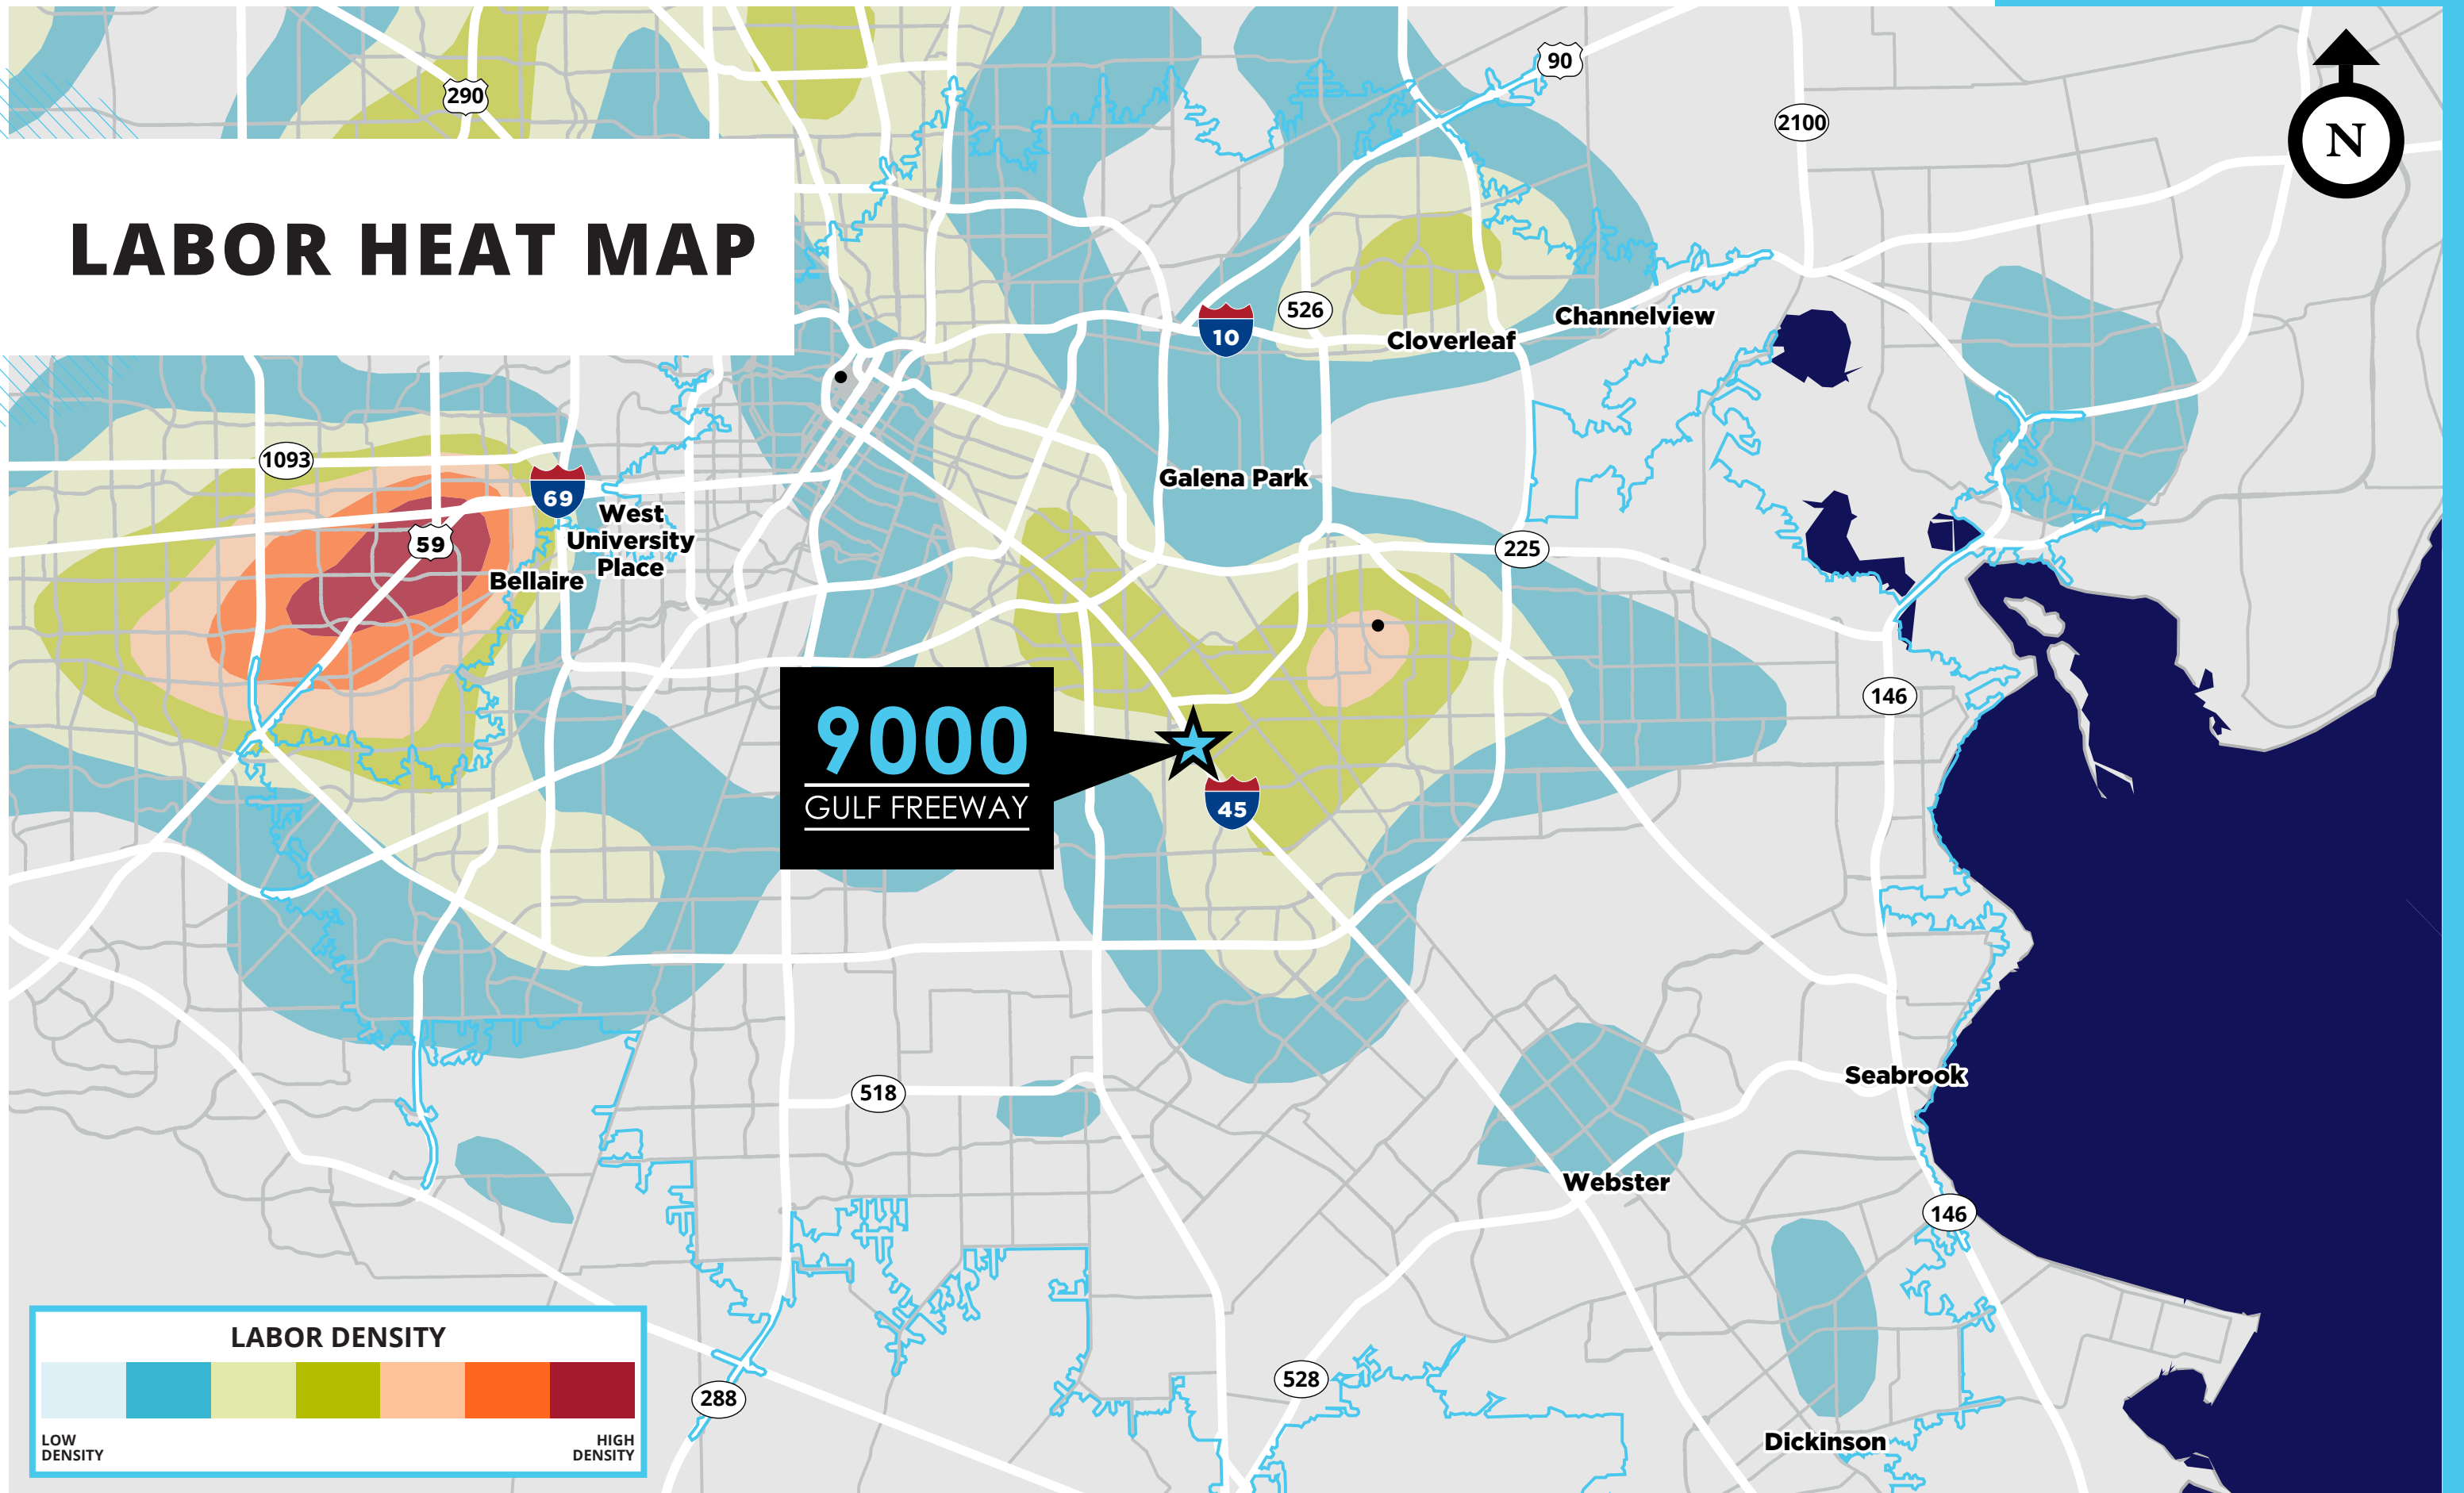 90
290
2100
N
LABOR HEAT MAP
526
Channelview
10
Cloverleaf
1093
69
Galena Park
West
University
Place
59
225
Bellaire
146
9000
GULF FREEWAY
45
Seabrook
518
Webster
146
LABOR DENSITY
528
288
LOW
DENSITY
HIGH
DENSITY
Dickinson